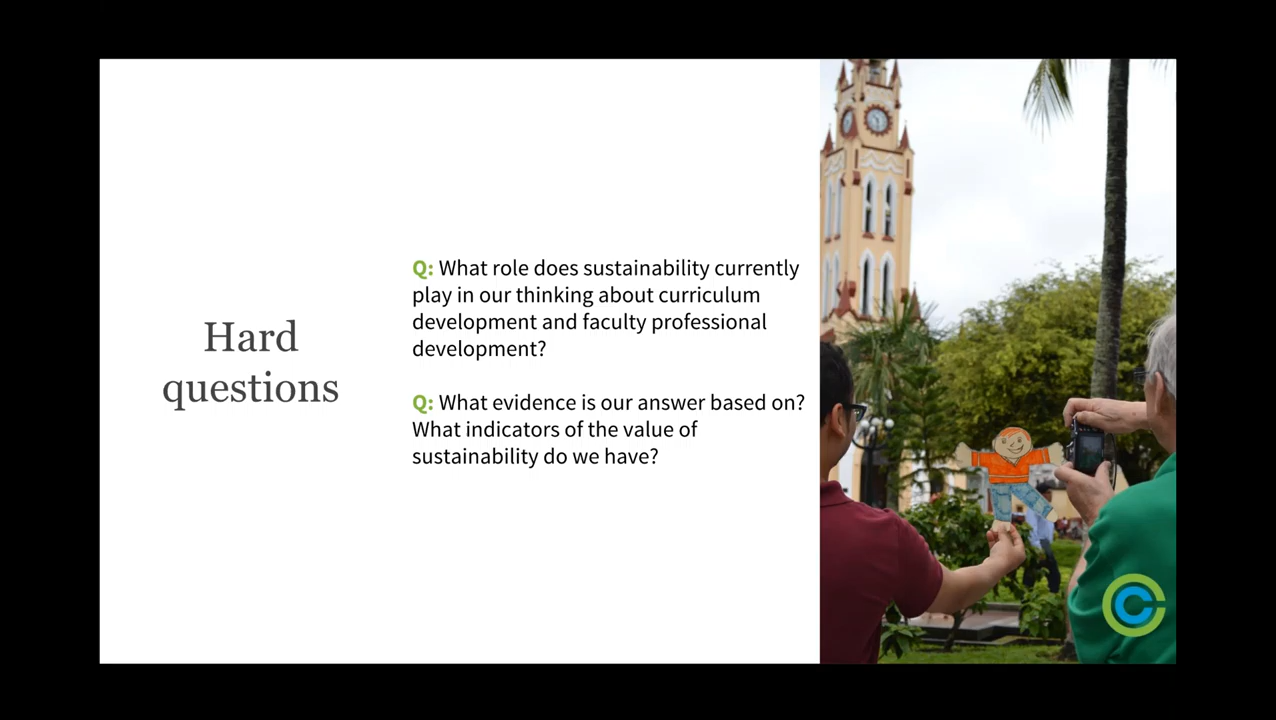 Hard
questions
Q: What role does sustainability currently
play in our thinking about curriculum
development and faculty professional
development?
Q: What evidence is our answer based on?
What indicators of the value of
sustainability do we have?